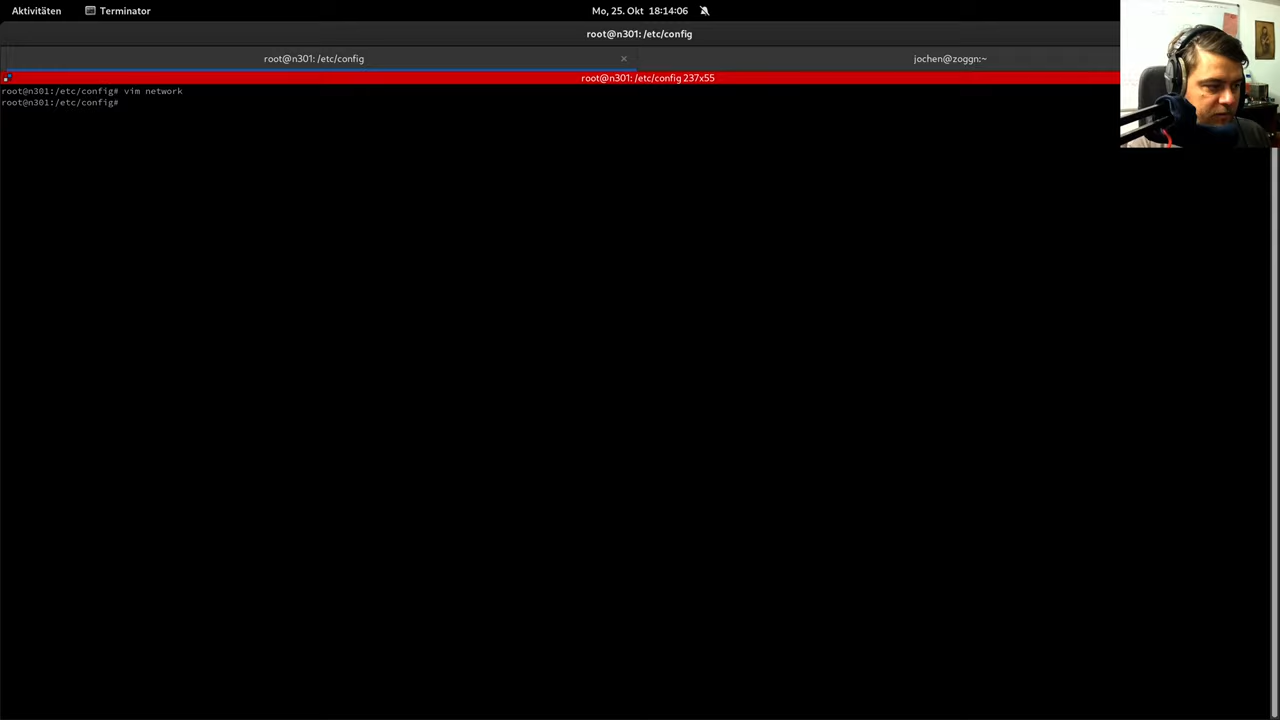 Aktivitäten Terminator Mo, 25. Okt 18:14:06
root@n301: /etc/config
root@n301: /etc/config × jochen@zoggn:~
root@n301: /etc/config 237x55
root@n301:/etc/config# vim network
root@n301:/etc/config#